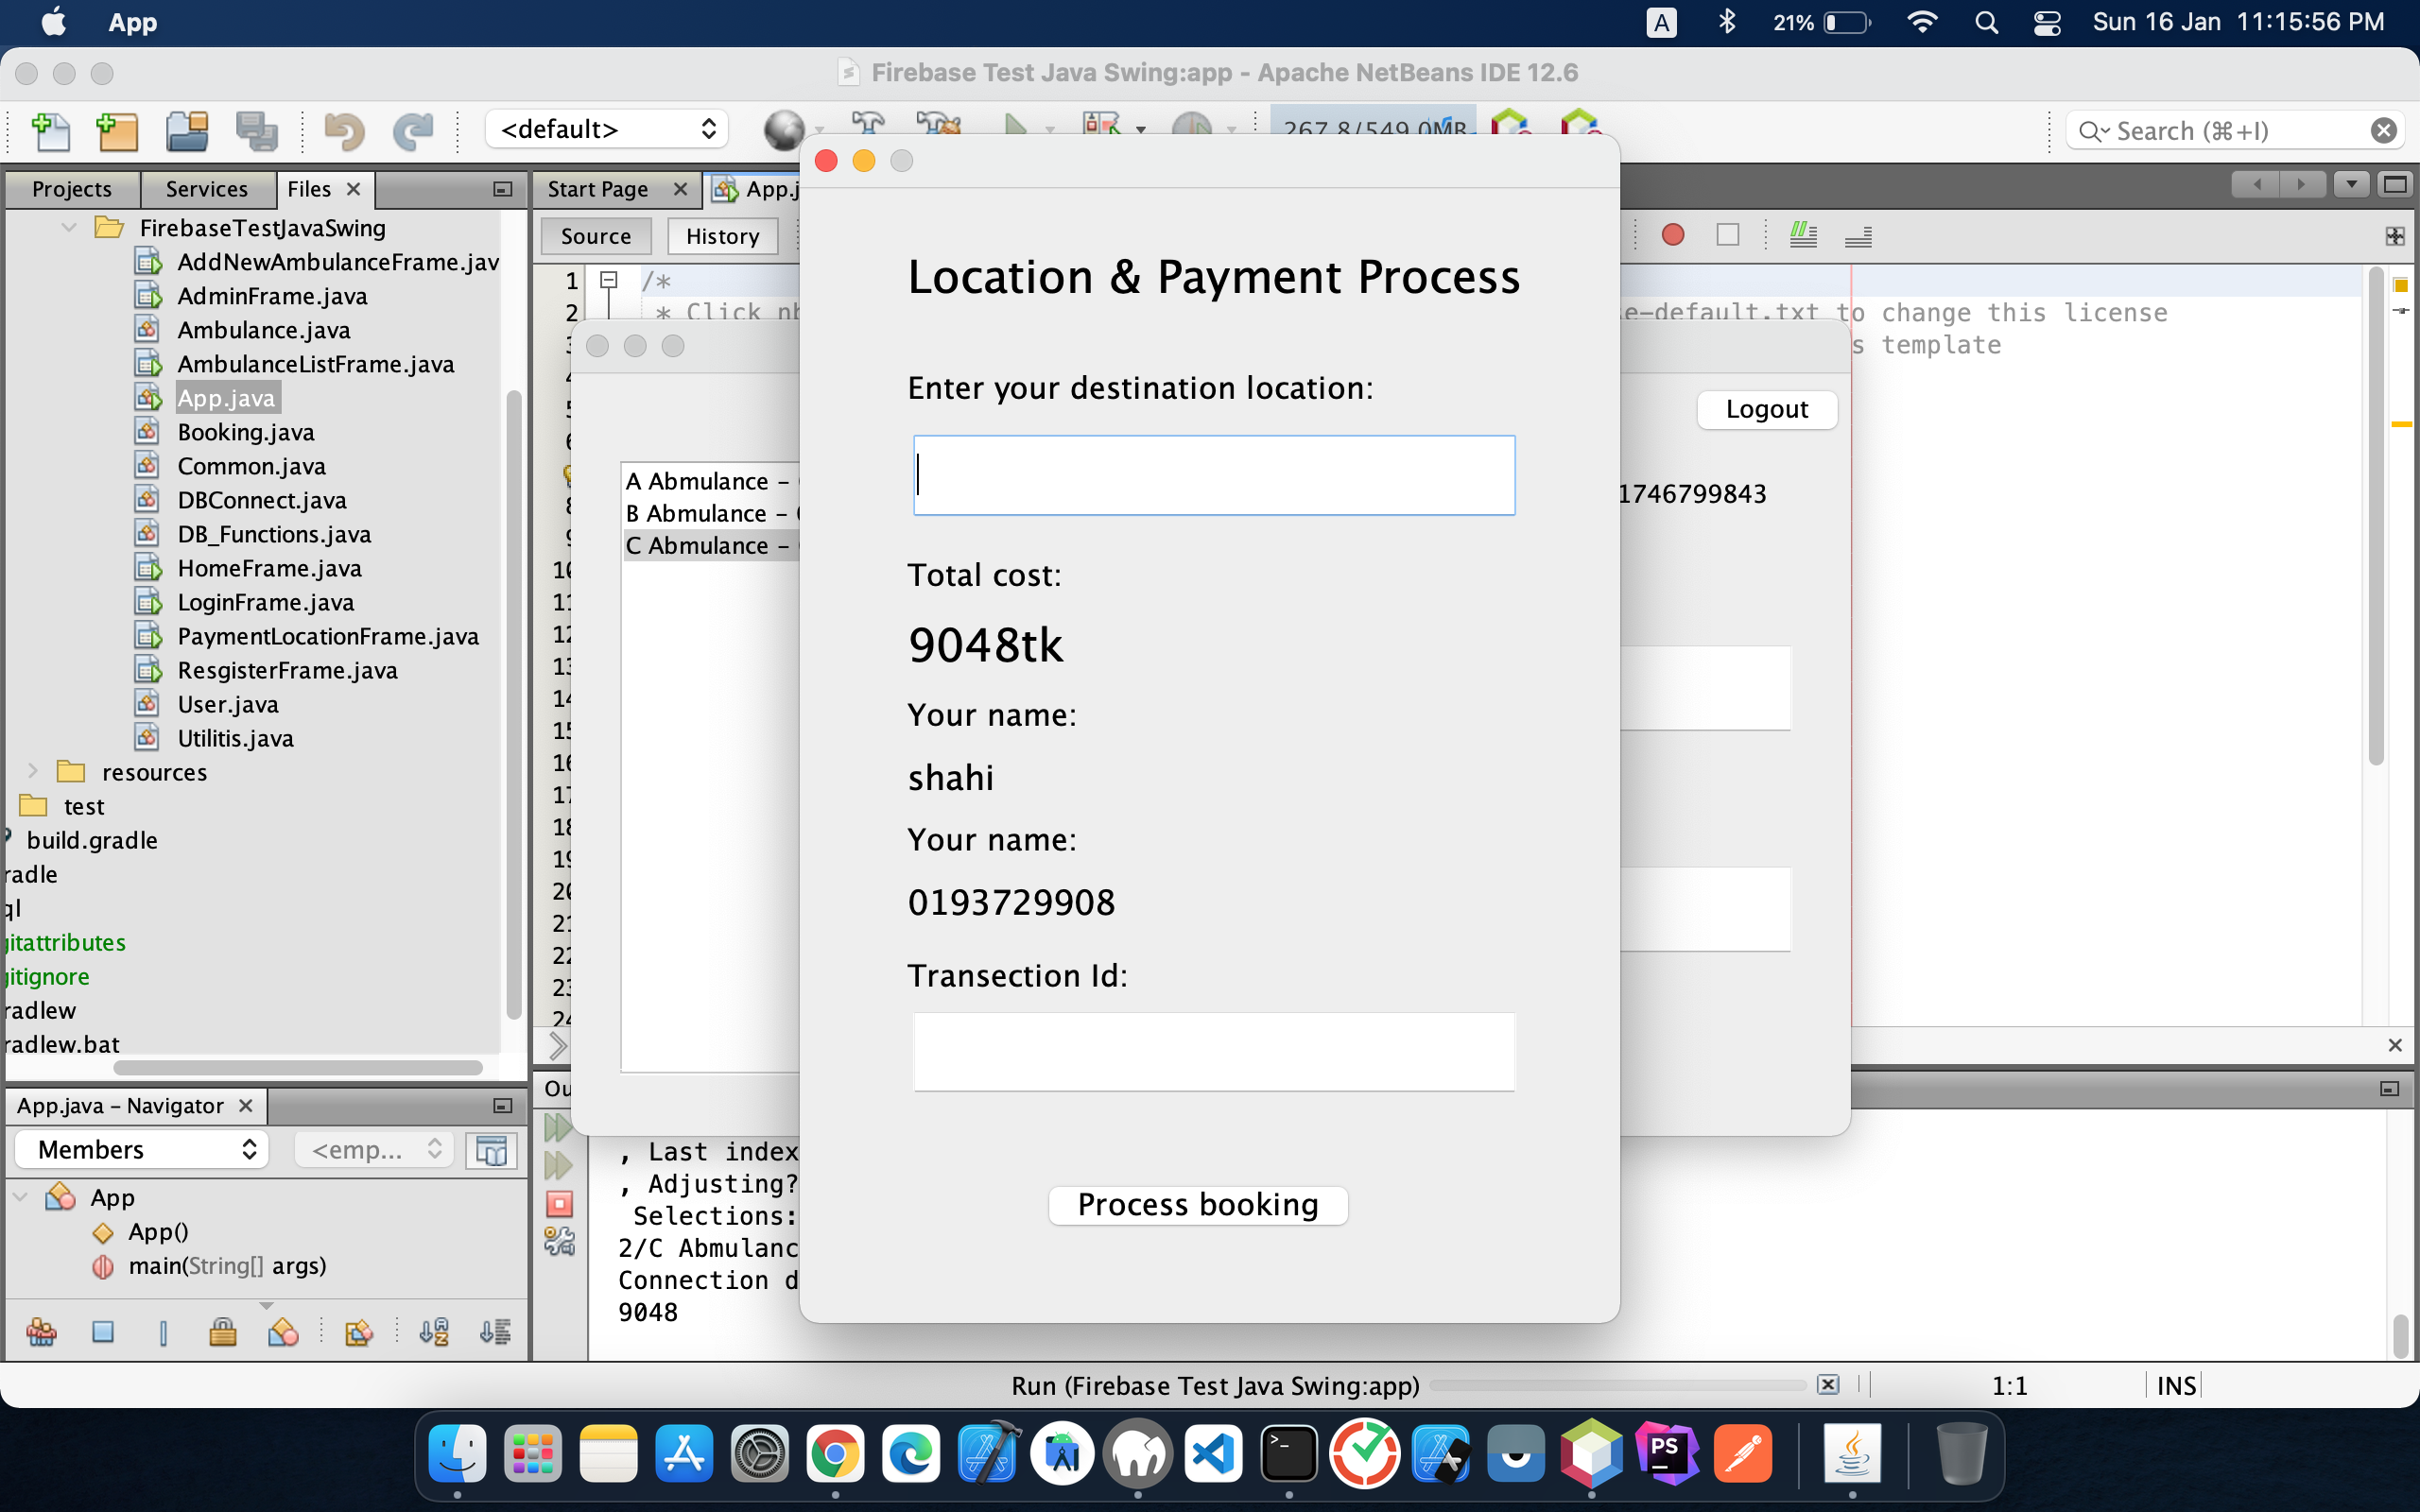 App
A
21%
Sun 16 Jan 11:15:56 PM
Firebase Test Java Swing:app - Apache NetBeans IDE 12.6
<default>
267.8/549.0MB
Search (⌘+I)
Projects
Services
Files
Start Page
App.j
Source
History
FirebaseTestJavaSwing
AddNewAmbulanceFrame.jav
AdminFrame.java
Ambulance.java
AmbulanceListFrame.java
App.java
Booking.java
Common.java
DBConnect.java
DB_Functions.java
HomeFrame.java
LoginFrame.java
PaymentLocationFrame.java
ResgisterFrame.java
User.java
Utilitis.java
resources
test
build.gradle
radle
ql
gitattributes
gitignore
radlew
radlew.bat
1 /*
2 * Click nb
se-default.txt to change this license
s template
A Abmulance –
B Abmulance –
C Abmulance –
Logout
1746799843
Location & Payment Process
Enter your destination location:
Total cost:
9048tk
Your name:
shahi
Your name:
0193729908
Transection Id:
Process booking
App.java – Navigator
Members
<emp...
App
App()
main(String[] args)
Ou
, Last index
, Adjusting?
Selections:
2/C Abmulanc
Connection d
9048
Run (Firebase Test Java Swing:app)
1:1
INS
PS